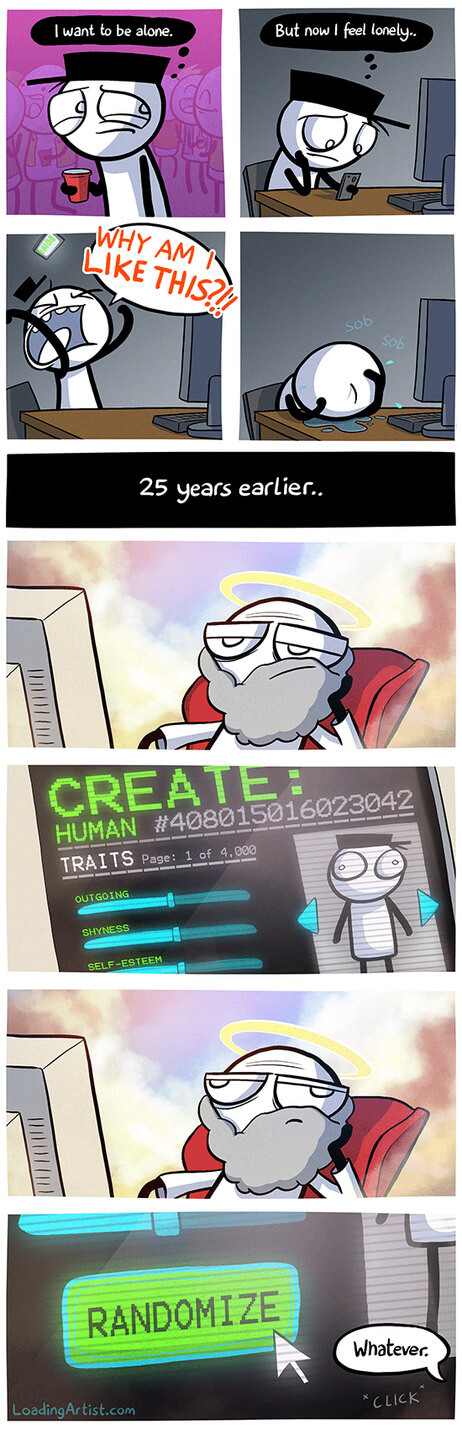 I want to be alone.
But now I feel lonely..
WHY AM I
LIKE THIS?!!
sob
sob
25 years earlier..
CREATE:
HUMAN #408015016023042
TRAITS Page: 1 of 4,000
OUTGOING
SHYNESS
SELF-ESTEEM
RANDOMIZE
Whatever.
*CLICK*
LoadingArtist.com